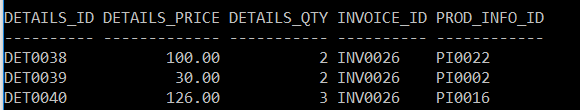 DETAILS_ID DETAILS_PRICE DETAILS_QTY INVOICE_ID PROD_INFO_ID
---------- ------------- ----------- ---------- ------------
DET0038           100.00           2 INV0026    PI0022
DET0039            30.00           2 INV0026    PI0002
DET0040           126.00           3 INV0026    PI0016